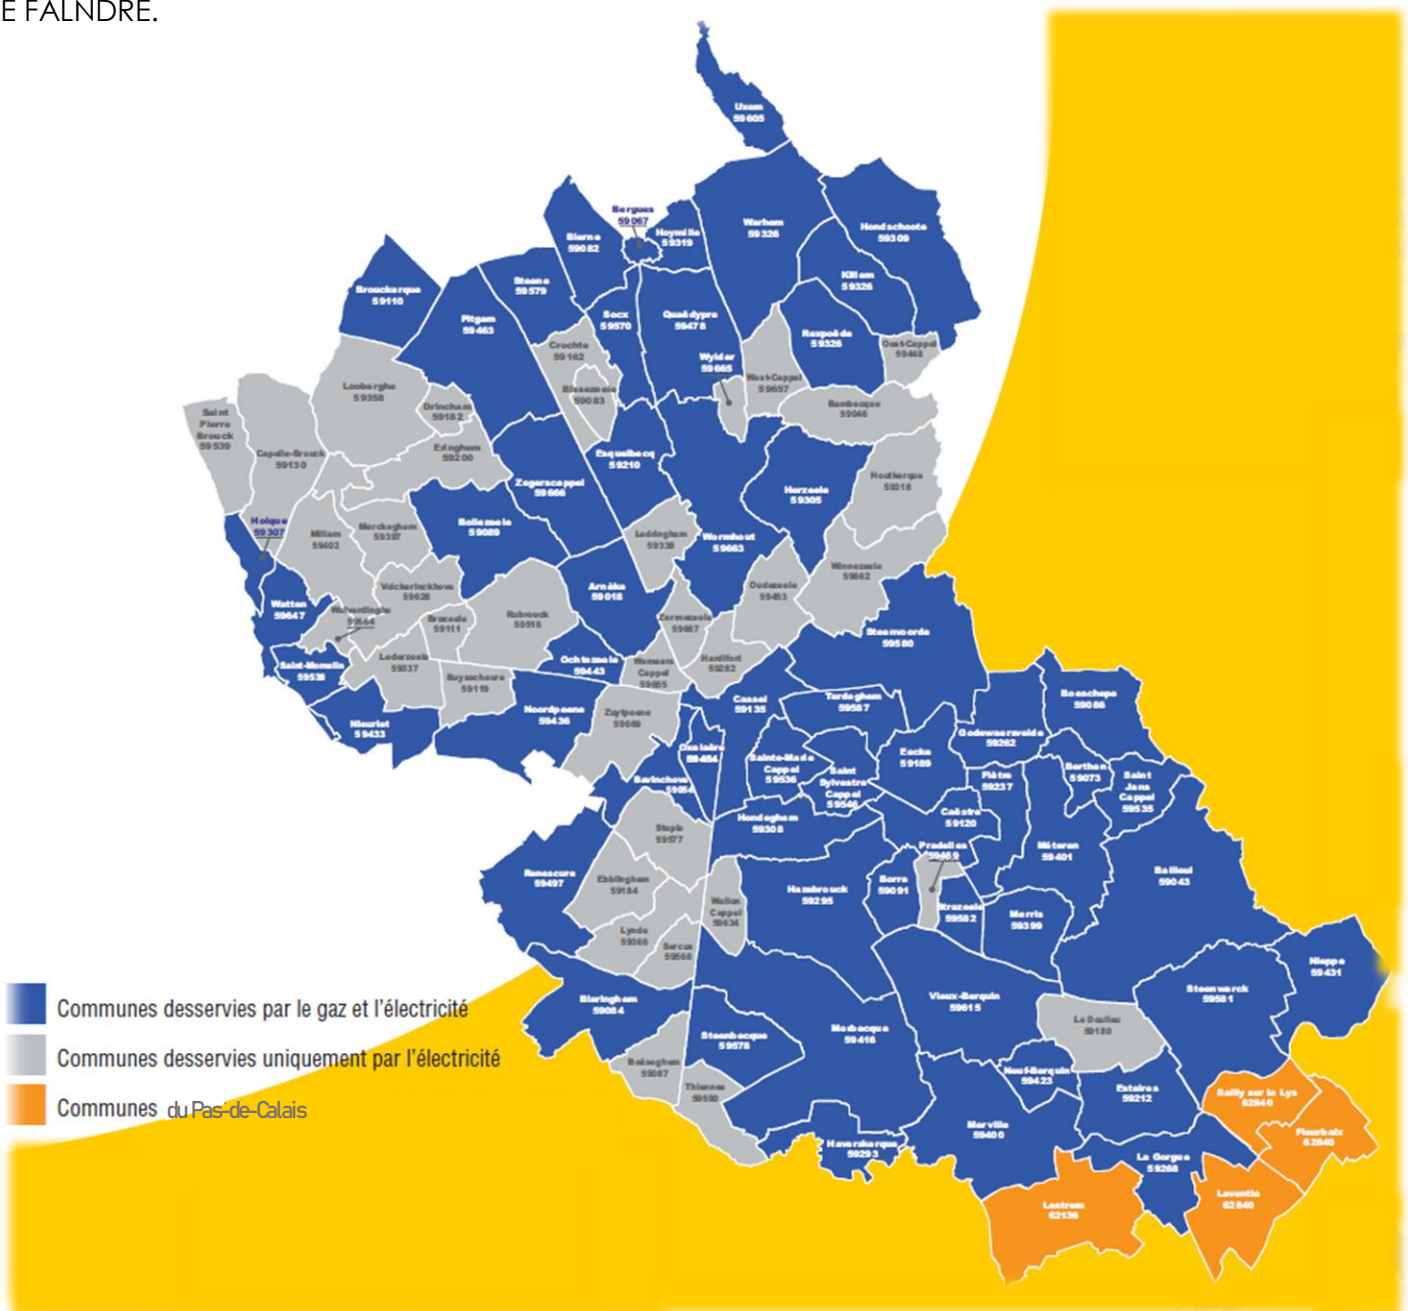 E FALNDRE.
Uxem
59605
Bergues
59067
Hoymille
59319
Bierne
59082
Warhem
59326
Hondschoote
59309
Killem
59326
Brouckerque
59110
Steene
59579
Pitgam
59463
Socx
59570
Quaëdypre
59478
Rexpoëde
59326
Oost-Cappel
59448
Crochte
59162
Wylder
59665
West-Cappel
59657
Bissezeele
59083
Looberghe
59358
Drincham
59182
Bambecque
59046
Saint
Pierre
Brouck
59539
Capelle-Brouck
59130
Eringhem
59200
Esquelbecq
59210
Zegerscappel
59666
Herzeele
59305
Houtkerque
59318
Holque
59307
Millam
59402
Merckeghem
59397
Bollezeele
59089
Ledringhem
59338
Wormhout
59663
Winnezeele
59662
Volckerinckhove
59628
Arnèke
59018
Oudezeele
59453
Watten
59647
Wulverdinghe
59664
Broxeele
59111
Rubrouck
59516
Zermezeele
59667
Steenvoorde
59580
Saint-Momelin
59538
Lederzeele
59337
Ochtezeele
59443
Wemaers
Cappel
59655
Hardifort
59282
Buysscheure
59119
Cassel
59135
Terdeghem
59587
Boeschepe
59086
Nieurlet
59433
Noordpeene
59436
Zuytpeene
59669
Godewaersvelde
59262
Oxelaëre
59454
Sainte-Marie
Cappel
59536
Saint
Sylvestre
Cappel
59546
Eecke
59189
Flêtre
59237
Berthen
59073
Saint
Jans
Cappel
59535
Bavinchove
59054
Hondeghem
59308
Caëstre
59120
Staple
59577
Pradelles
59469
Méteren
59401
Bailleul
59043
Renescure
59497
Ebblinghem
59184
Hazebrouck
59295
Borre
59091
Wallon
Cappel
59634
Strazeele
59582
Merris
59399
Lynde
59366
Sercus
59568
Nieppe
59431
Steenwerck
59581
Blaringhem
59084
Vieux-Berquin
59615
Le Doulieu
59180
Steenbecque
59578
Morbecque
59416
Boëseghem
59087
Thiennes
59590
Neuf-Berquin
59423
Estaires
59212
Sailly sur la Lys
62840
Fleurbaix
62840
Merville
59400
Haverskerque
59293
La Gorgue
59268
Laventie
62840
Lestrem
62136
Communes desservies par le gaz et l'électricité
Communes desservies uniquement par l'électricité
Communes du Pas-de-Calais